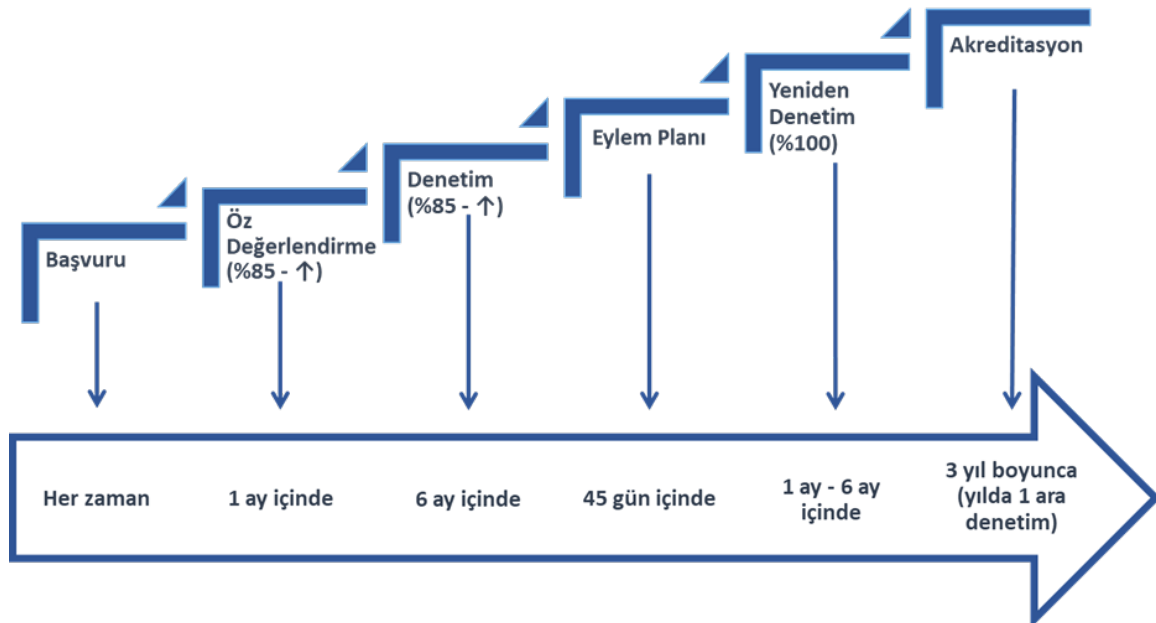 Başvuru
Öz
Değerlendirme
(%85 - ↑)
Denetim
(%85 - ↑)
Eylem Planı
Yeniden
Denetim
(%100)
Akreditasyon
Her zaman
1 ay içinde
6 ay içinde
45 gün içinde
1 ay - 6 ay
içinde
3 yıl boyunca
(yılda 1 ara
denetim)